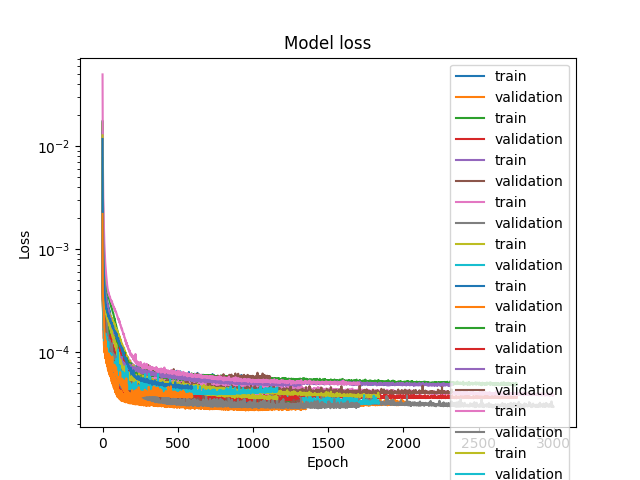 Model loss
Loss
10⁻²
10⁻³
10⁻⁴
0
500
1000
1500
2000
2500
3000
Epoch
train
validation
train
validation
train
validation
train
validation
train
validation
train
validation
train
validation
train
validation
train
validation
train
validation